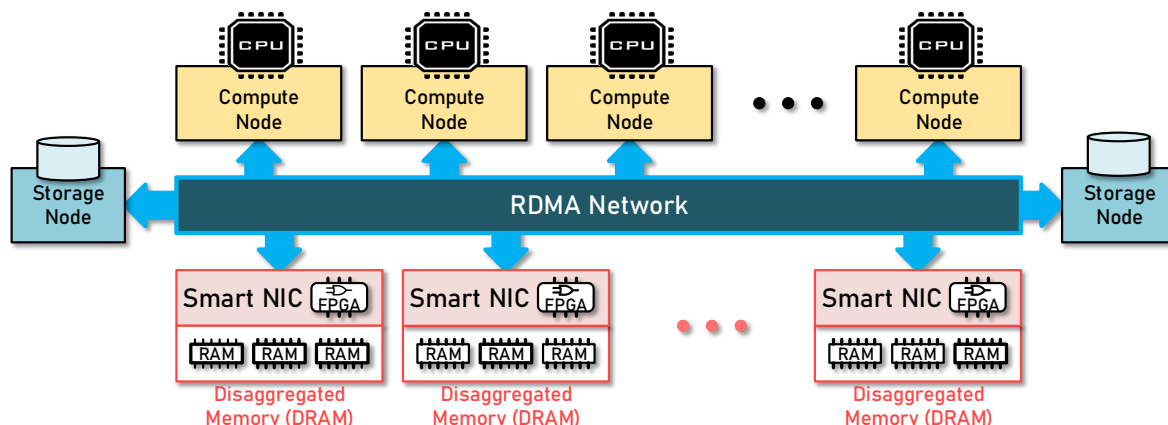 CPU
CPU
CPU
CPU
Compute
Node
Compute
Node
Compute
Node
Compute
Node
Storage
Node
RDMA Network
Storage
Node
Smart NIC
FPGA
Smart NIC
FPGA
Smart NIC
FPGA
RAM RAM RAM
RAM RAM RAM
RAM RAM RAM
Disaggregated
Memory (DRAM)
Disaggregated
Memory (DRAM)
Disaggregated
Memory (DRAM)